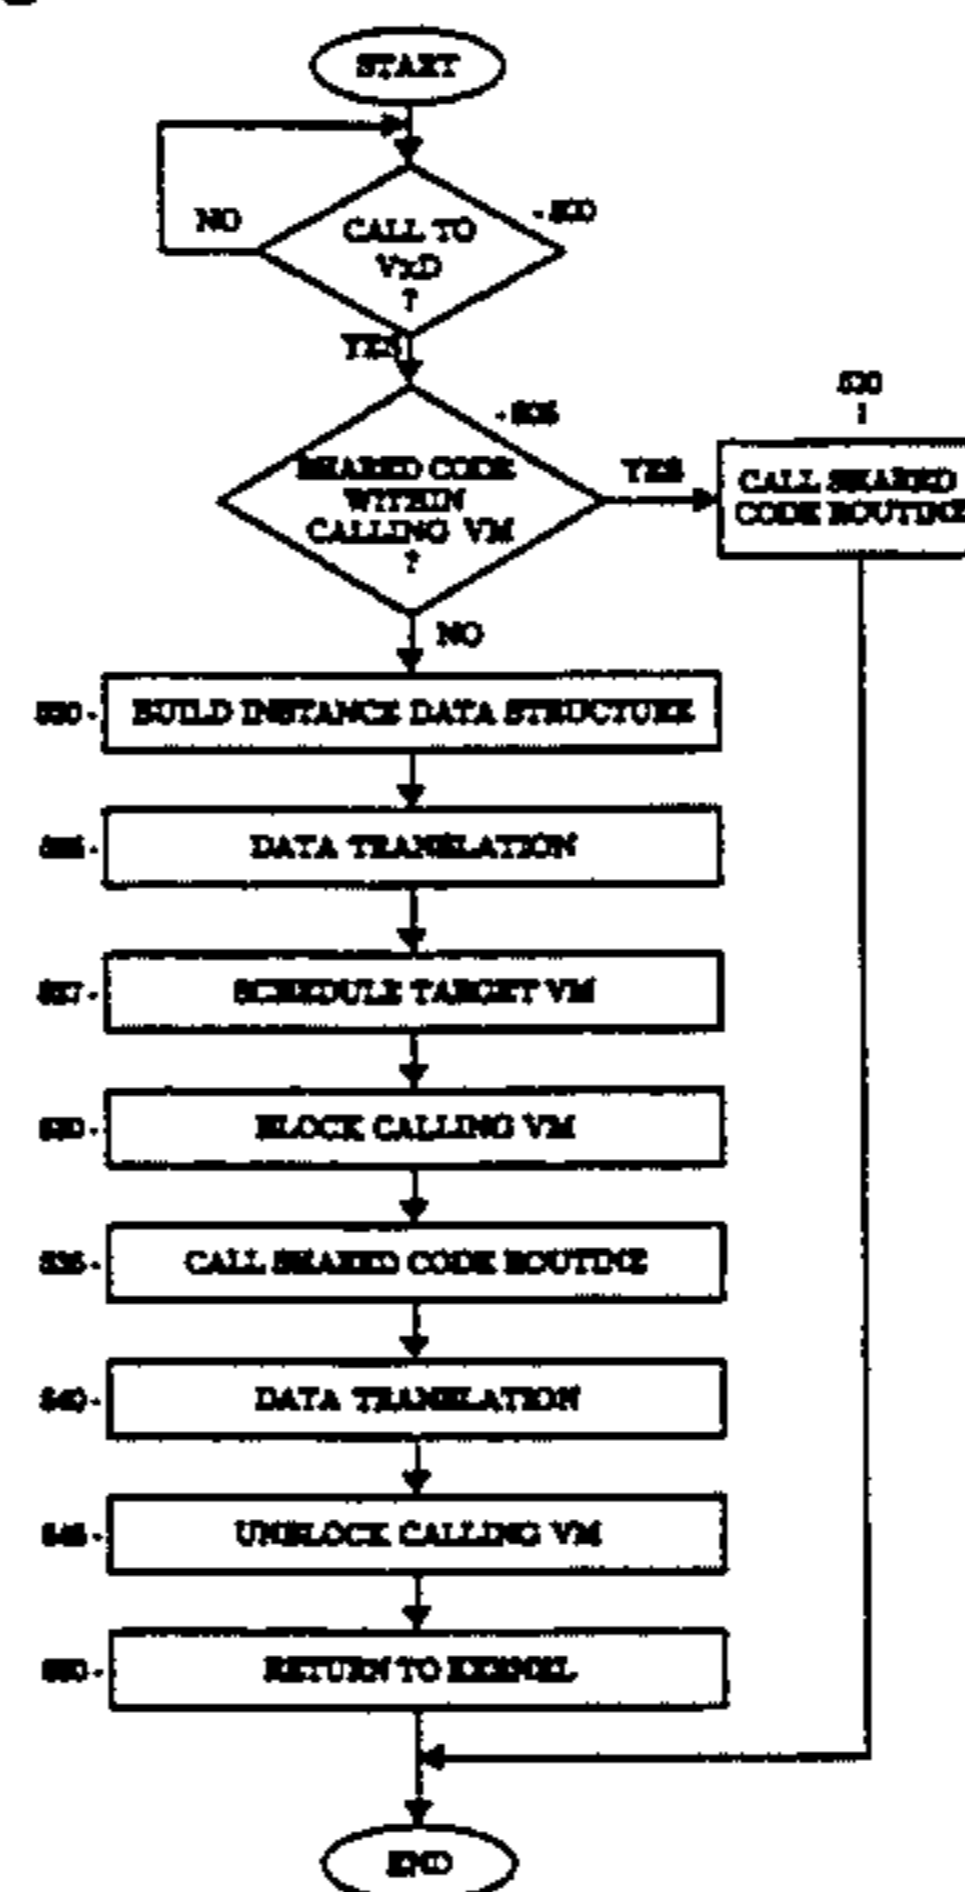 START
NO
CALL TO
VxD
?
YES
SHARED CODE
WITHIN
CALLING VM
?
YES
CALL SHARED
CODE ROUTINE
NO
BUILD INSTANCE DATA STRUCTURE
DATA TRANSLATION
SCHEDULE TARGET VM
BLOCK CALLING VM
CALL SHARED CODE ROUTINE
DATA TRANSLATION
UNBLOCK CALLING VM
RETURN TO KERNEL
END